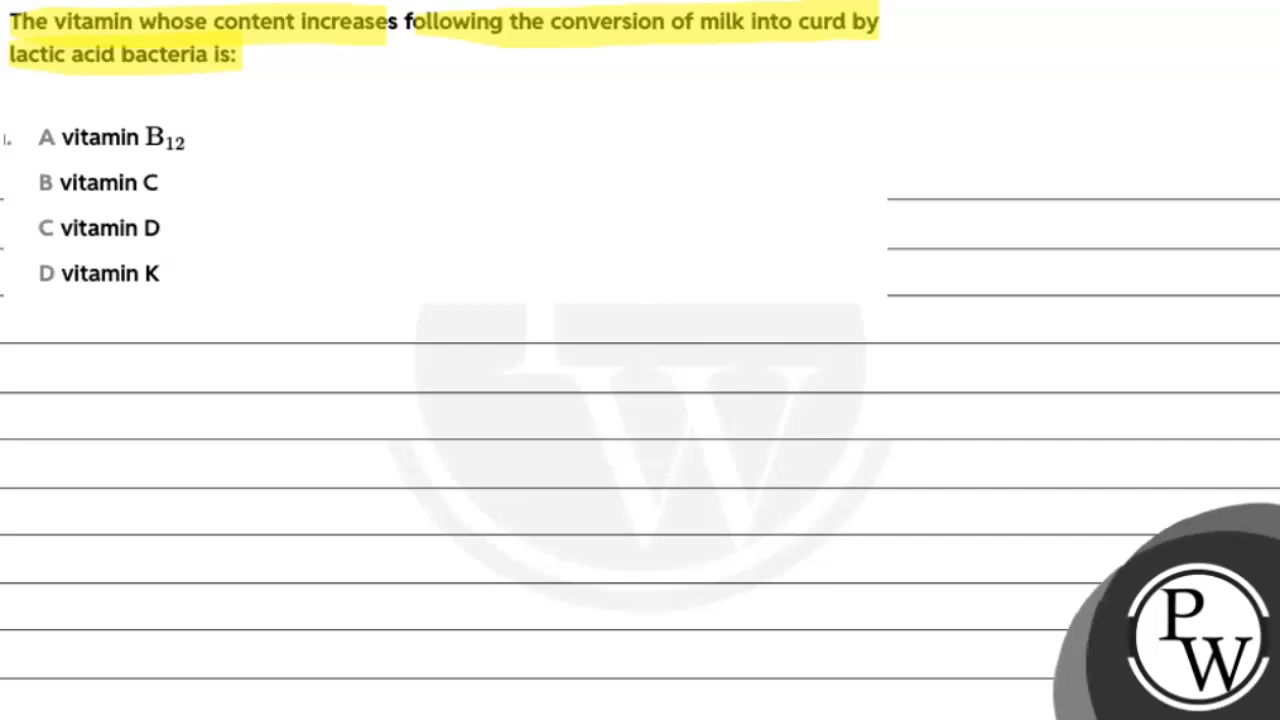 The vitamin whose content increases following the conversion of milk into curd by
lactic acid bacteria is:
A vitamin B₁₂
B vitamin C
C vitamin D
D vitamin K
W
P
W